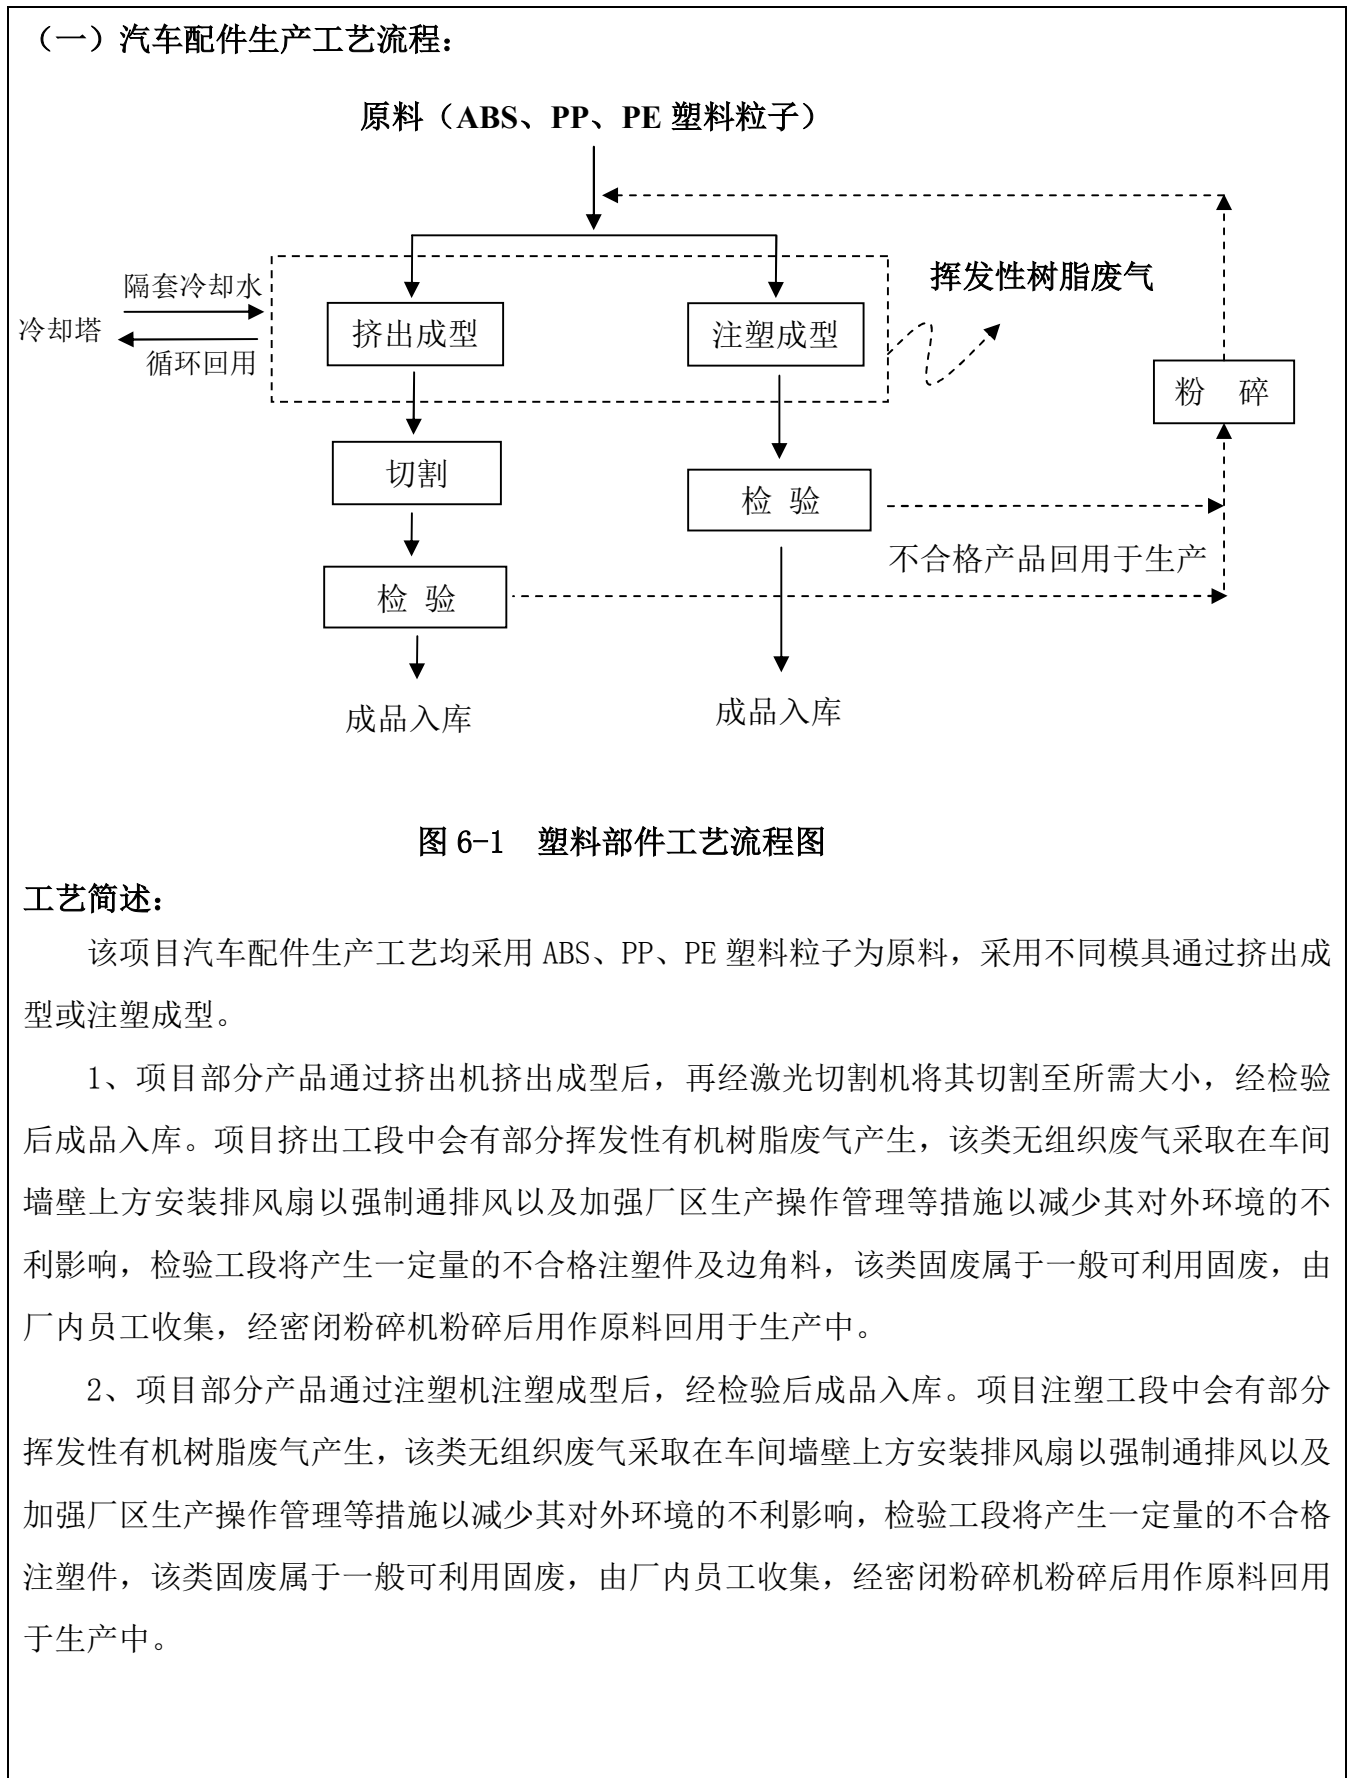 （一）汽车配件生产工艺流程：
原料（ABS、PP、PE 塑料粒子）
隔套冷却水
挥发性树脂废气
冷却塔
挤出成型
注塑成型
循环回用
粉 碎
切割
检 验
不合格产品回用于生产
检 验
成品入库
成品入库
图 6-1 塑料部件工艺流程图
工艺简述：
该项目汽车配件生产工艺均采用 ABS、PP、PE 塑料粒子为原料，采用不同模具通过挤出成
型或注塑成型。
1、项目部分产品通过挤出机挤出成型后，再经激光切割机将其切割至所需大小，经检验
后成品入库。项目挤出工段中会有部分挥发性有机树脂废气产生，该类无组织废气采取在车间
墙壁上方安装排风扇以强制通排风以及加强厂区生产操作管理等措施以减少其对外环境的不
利影响，检验工段将产生一定量的不合格注塑件及边角料，该类固废属于一般可利用固废，由
厂内员工收集，经密闭粉碎机粉碎后用作原料回用于生产中。
2、项目部分产品通过注塑机注塑成型后，经检验后成品入库。项目注塑工段中会有部分
挥发性有机树脂废气产生，该类无组织废气采取在车间墙壁上方安装排风扇以强制通排风以及
加强厂区生产操作管理等措施以减少其对外环境的不利影响，检验工段将产生一定量的不合格
注塑件，该类固废属于一般可利用固废，由厂内员工收集，经密闭粉碎机粉碎后用作原料回用
于生产中。